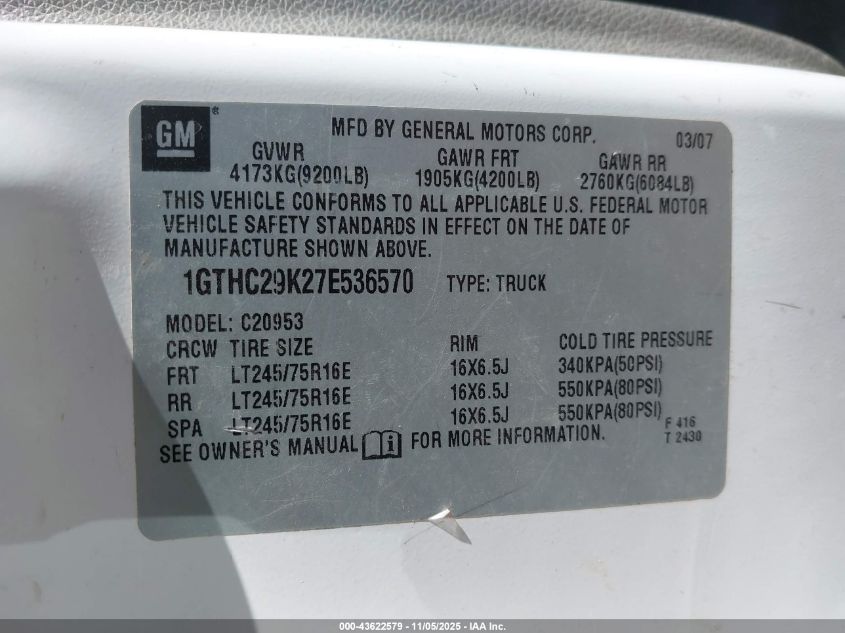 GM®
MFD BY GENERAL MOTORS CORP. 03/07
GVWR GAWR FRT GAWR RR
4173KG(9200LB) 1905KG(4200LB) 2760KG(6084LB)
THIS VEHICLE CONFORMS TO ALL APPLICABLE U.S. FEDERAL MOTOR
VEHICLE SAFETY STANDARDS IN EFFECT ON THE DATE OF
MANUFACTURE SHOWN ABOVE.
1GTHC29K27E536570 TYPE: TRUCK
MODEL: C20953
CRCW TIRE SIZE RIM COLD TIRE PRESSURE
FRT LT245/75R16E 16X6.5J 340KPA(50PSI)
RR LT245/75R16E 16X6.5J 550KPA(80PSI)
SPA LT245/75R16E 16X6.5J 550KPA(80PSI)
F 416
SEE OWNER'S MANUAL i FOR MORE INFORMATION. T 2430
000-43622579 - 11/05/2025 - IAA Inc.